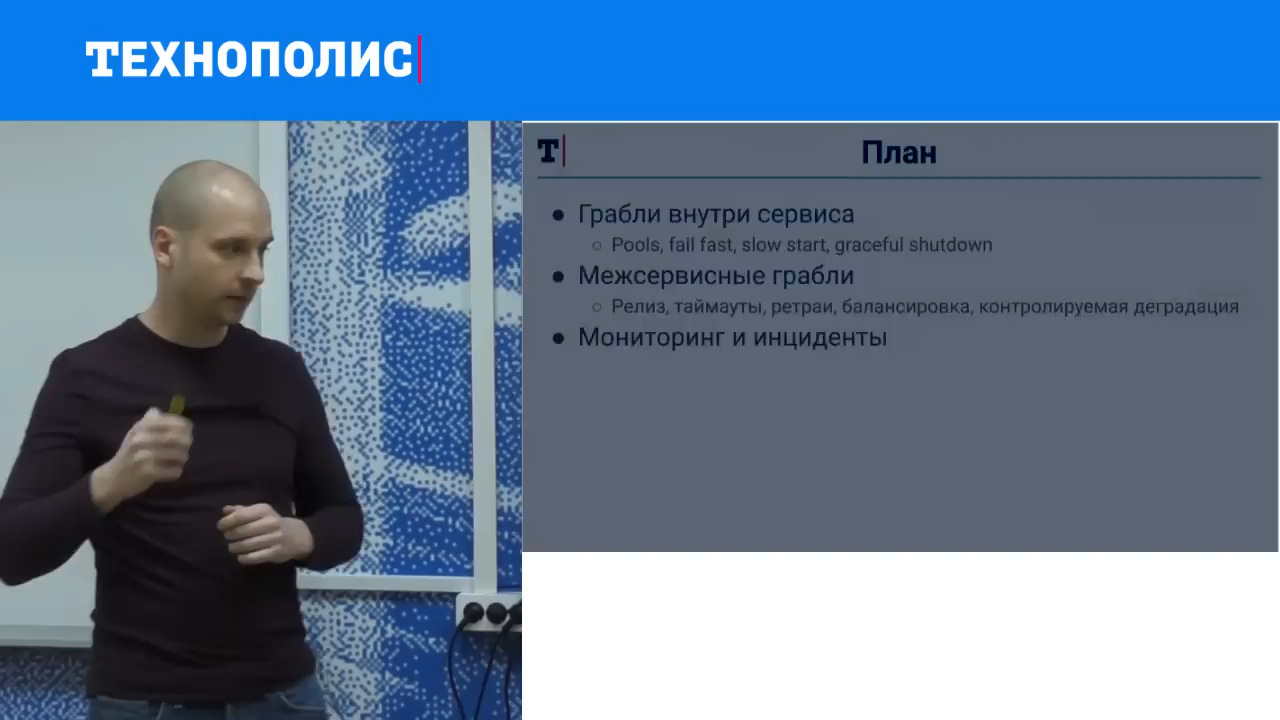 ТЕХНОПОЛИС
Т
План
● Грабли внутри сервиса
○ Pools, fail fast, slow start, graceful shutdown
● Межсервисные грабли
○ Релиз, таймауты, ретраи, балансировка, контролируемая деградация
● Мониторинг и инциденты